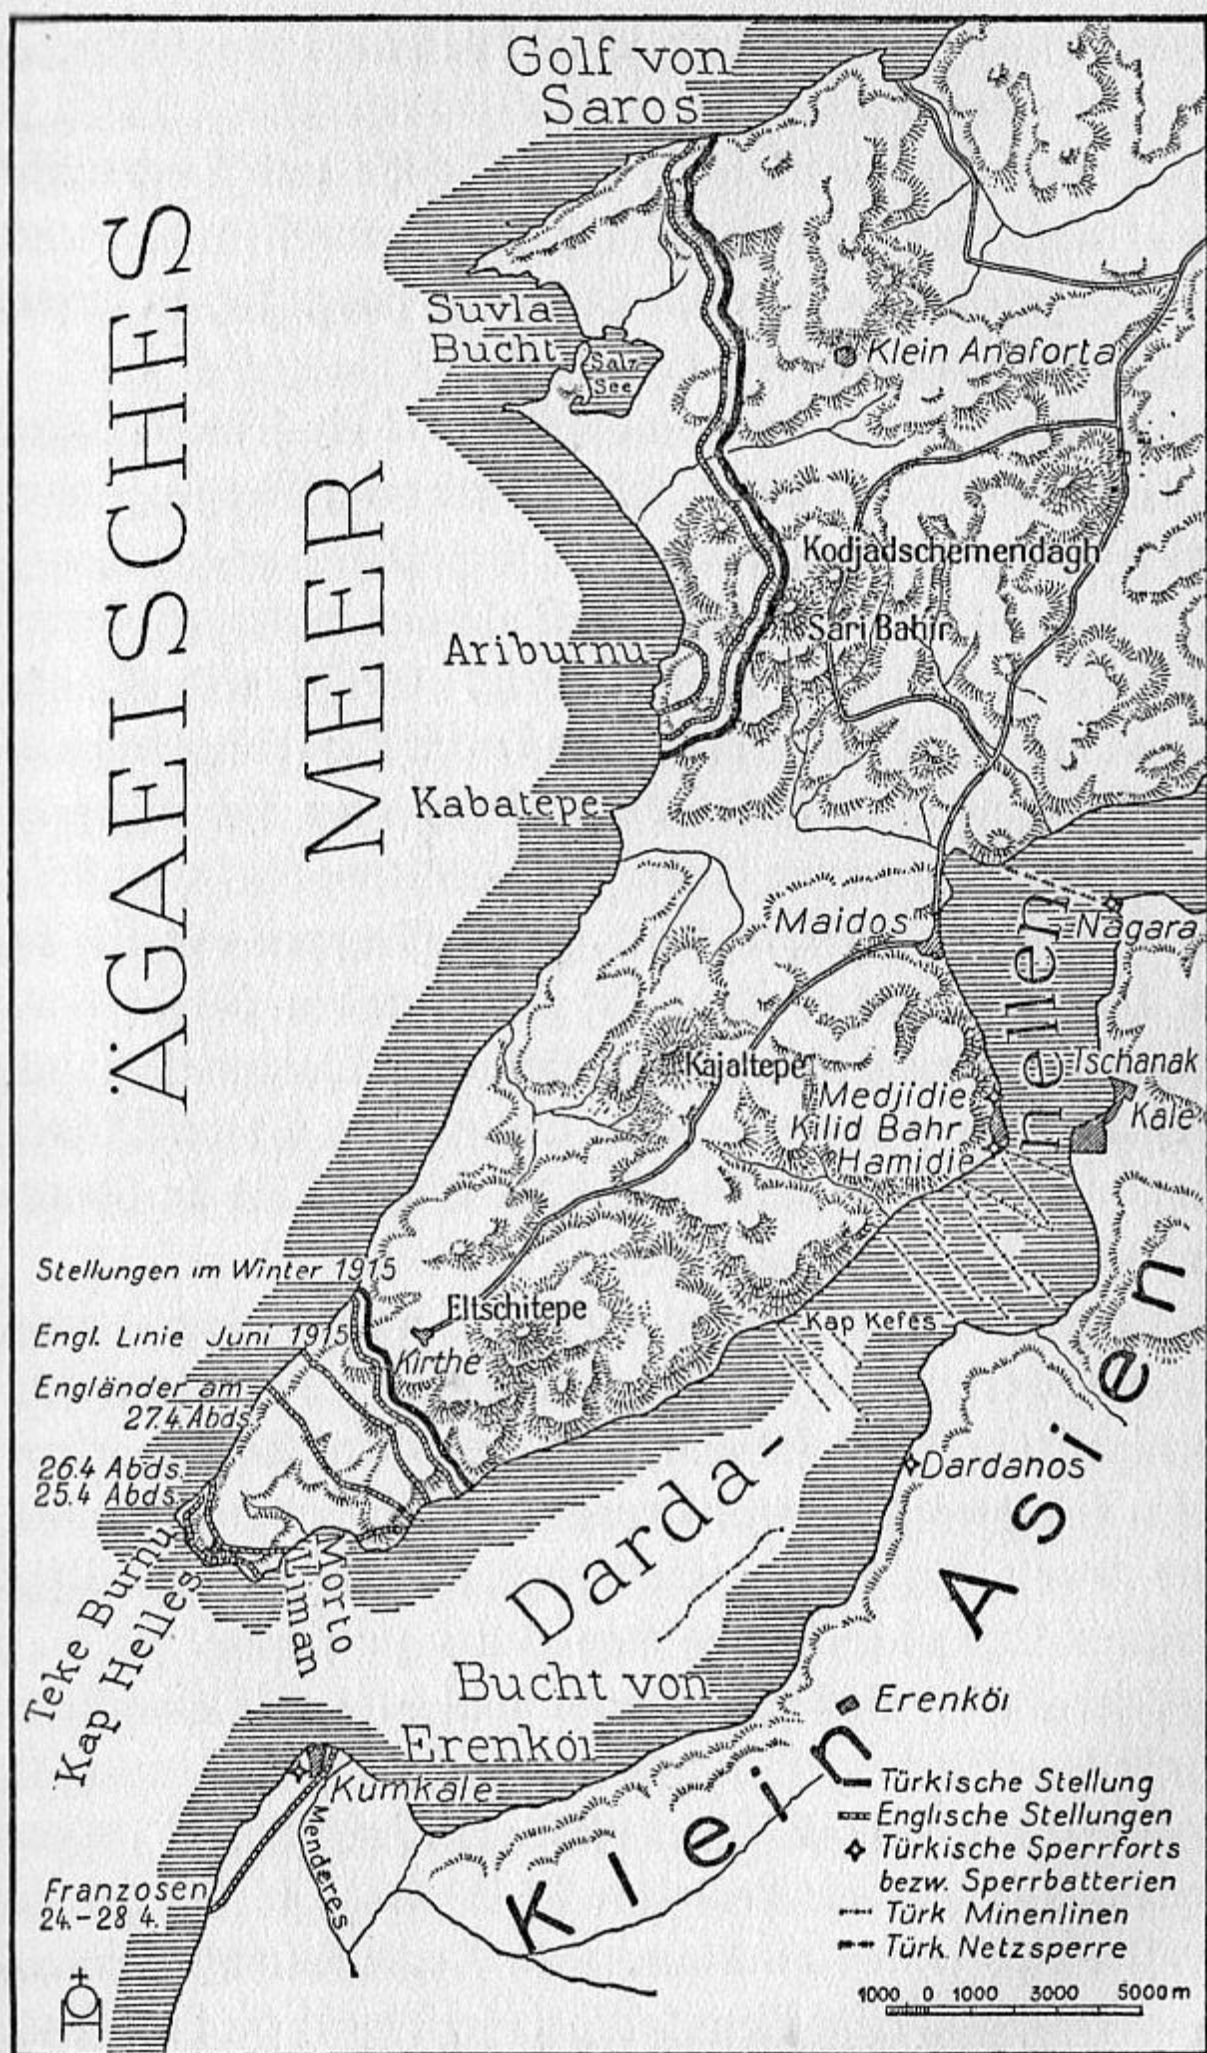 Golf von
Saros
ÄGAEISCHES
MEER
Suvla
Bucht
Salz
See
Klein Anaforta
Kodjadschemendagh
Sari Bahir
Ariburnu
Kabatepe
Maidos
Nagara
Kajaltepe
Tschanak
Kale
Medjidie
Kilid Bahr
Hamidie
Stellungen im Winter 1915
Eltschitepe
Kap Kefes
Engl. Linie Juni 1915
Kirthe
Engländer am
27.4. Abds.
26.4 Abds.
25.4 Abds.
Dardanos
Darda-
nellen
Teke Burnu
Kap Helles
Morto
Liman
Bucht von
Erenköi
Erenköi
Klein Asien
Kumkale
Menderes
Franzosen
24.-28 4.
Türkische Stellung
Englische Stellungen
Türkische Sperrforts
bezw. Sperrbatterien
Türk Minenlinen
Türk. Netzsperre
1000 0 1000 3000 5000 m